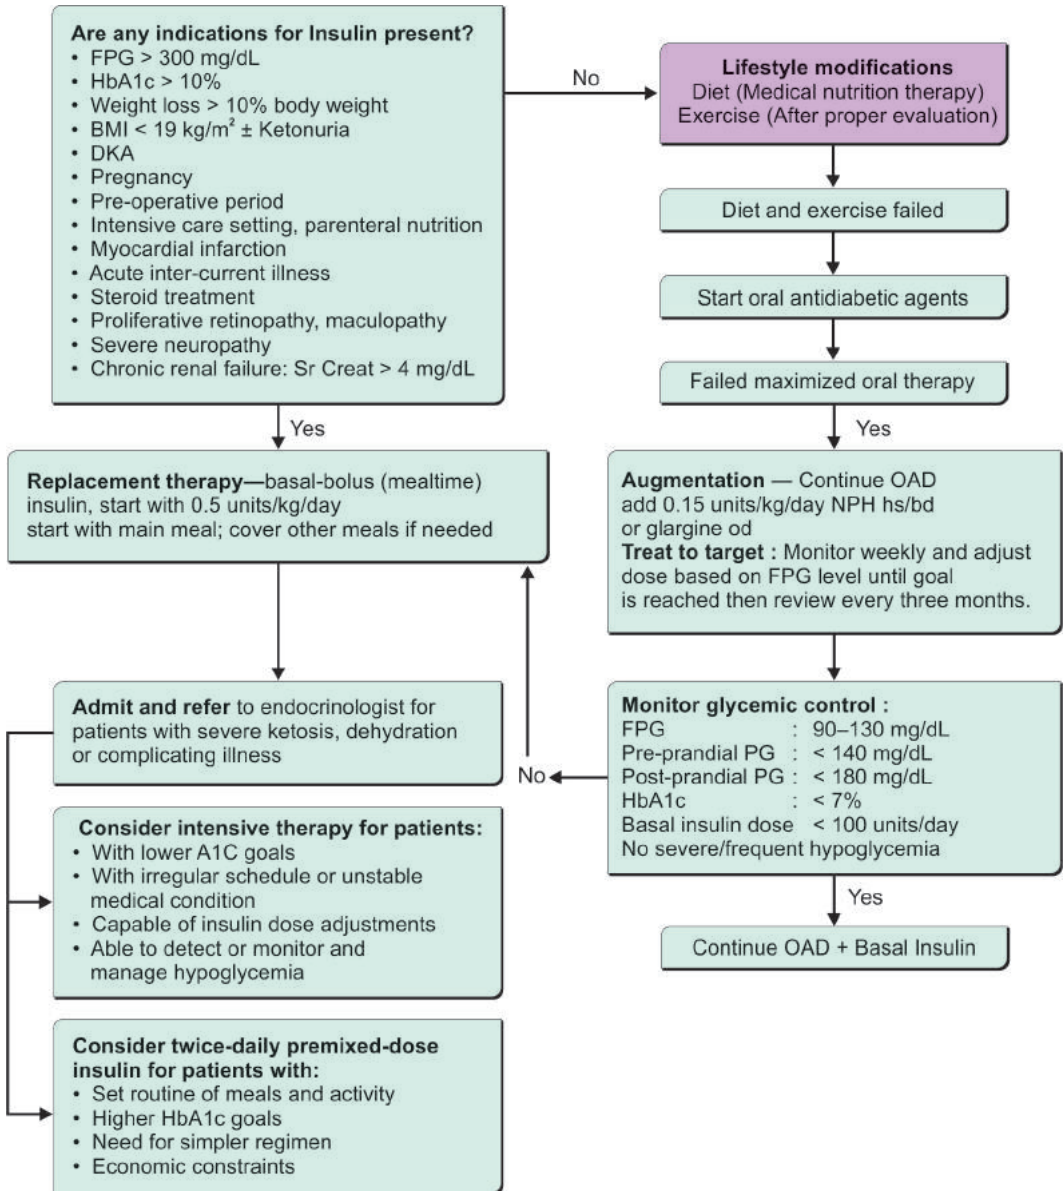 Are any indications for Insulin present?
• FPG > 300 mg/dL
• HbA1c > 10%
• Weight loss > 10% body weight
• BMI < 19 kg/m² ± Ketonuria
• DKA
• Pregnancy
• Pre-operative period
• Intensive care setting, parenteral nutrition
• Myocardial infarction
• Acute inter-current illness
• Steroid treatment
• Proliferative retinopathy, maculopathy
• Severe neuropathy
• Chronic renal failure: Sr Creat > 4 mg/dL
No
Lifestyle modifications
Diet (Medical nutrition therapy)
Exercise (After proper evaluation)
Diet and exercise failed
Start oral antidiabetic agents
Failed maximized oral therapy
Yes
Yes
Replacement therapy—basal-bolus (mealtime)
insulin, start with 0.5 units/kg/day
start with main meal; cover other meals if needed
Augmentation — Continue OAD
add 0.15 units/kg/day NPH hs/bd
or glargine od
Treat to target : Monitor weekly and adjust
dose based on FPG level until goal
is reached then review every three months.
Admit and refer to endocrinologist for
patients with severe ketosis, dehydration
or complicating illness
No
Monitor glycemic control :
FPG : 90–130 mg/dL
Pre-prandial PG : < 140 mg/dL
Post-prandial PG : < 180 mg/dL
HbA1c : < 7%
Basal insulin dose < 100 units/day
No severe/frequent hypoglycemia
Yes
Continue OAD + Basal Insulin
Consider intensive therapy for patients:
• With lower A1C goals
• With irregular schedule or unstable
medical condition
• Capable of insulin dose adjustments
• Able to detect or monitor and
manage hypoglycemia
Consider twice-daily premixed-dose
insulin for patients with:
• Set routine of meals and activity
• Higher HbA1c goals
• Need for simpler regimen
• Economic constraints